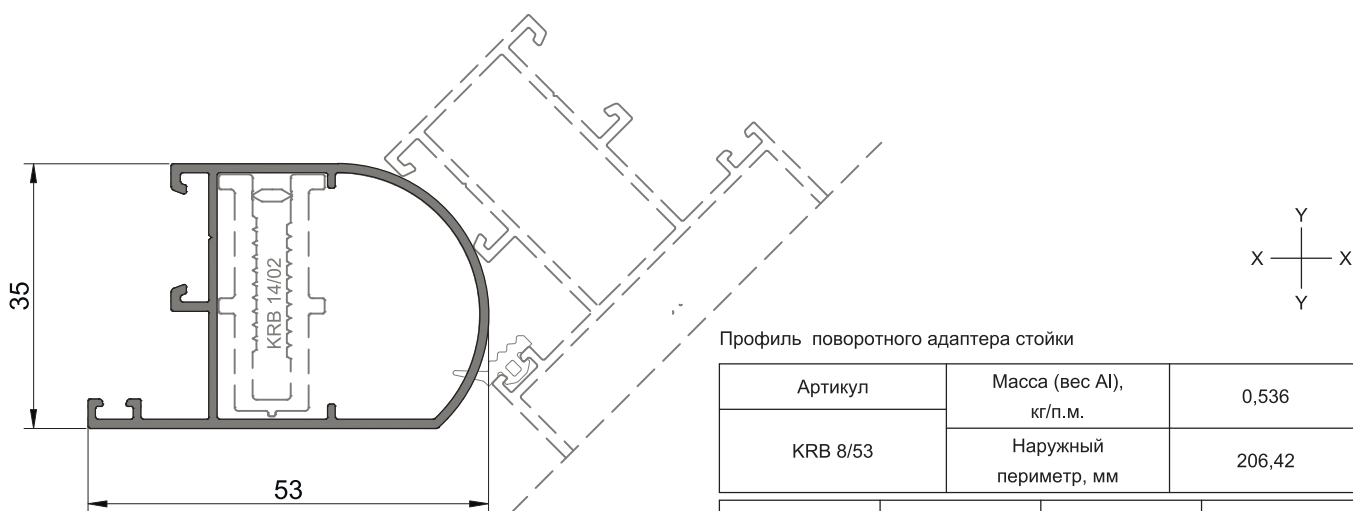 35
KRB 14/02
53
Y
X X
Y
Профиль поворотного адаптера стойки
Артикул
Масса (вес Al),
кг/п.м.
0,536
KRB 8/53
Наружный
периметр, мм
206,42